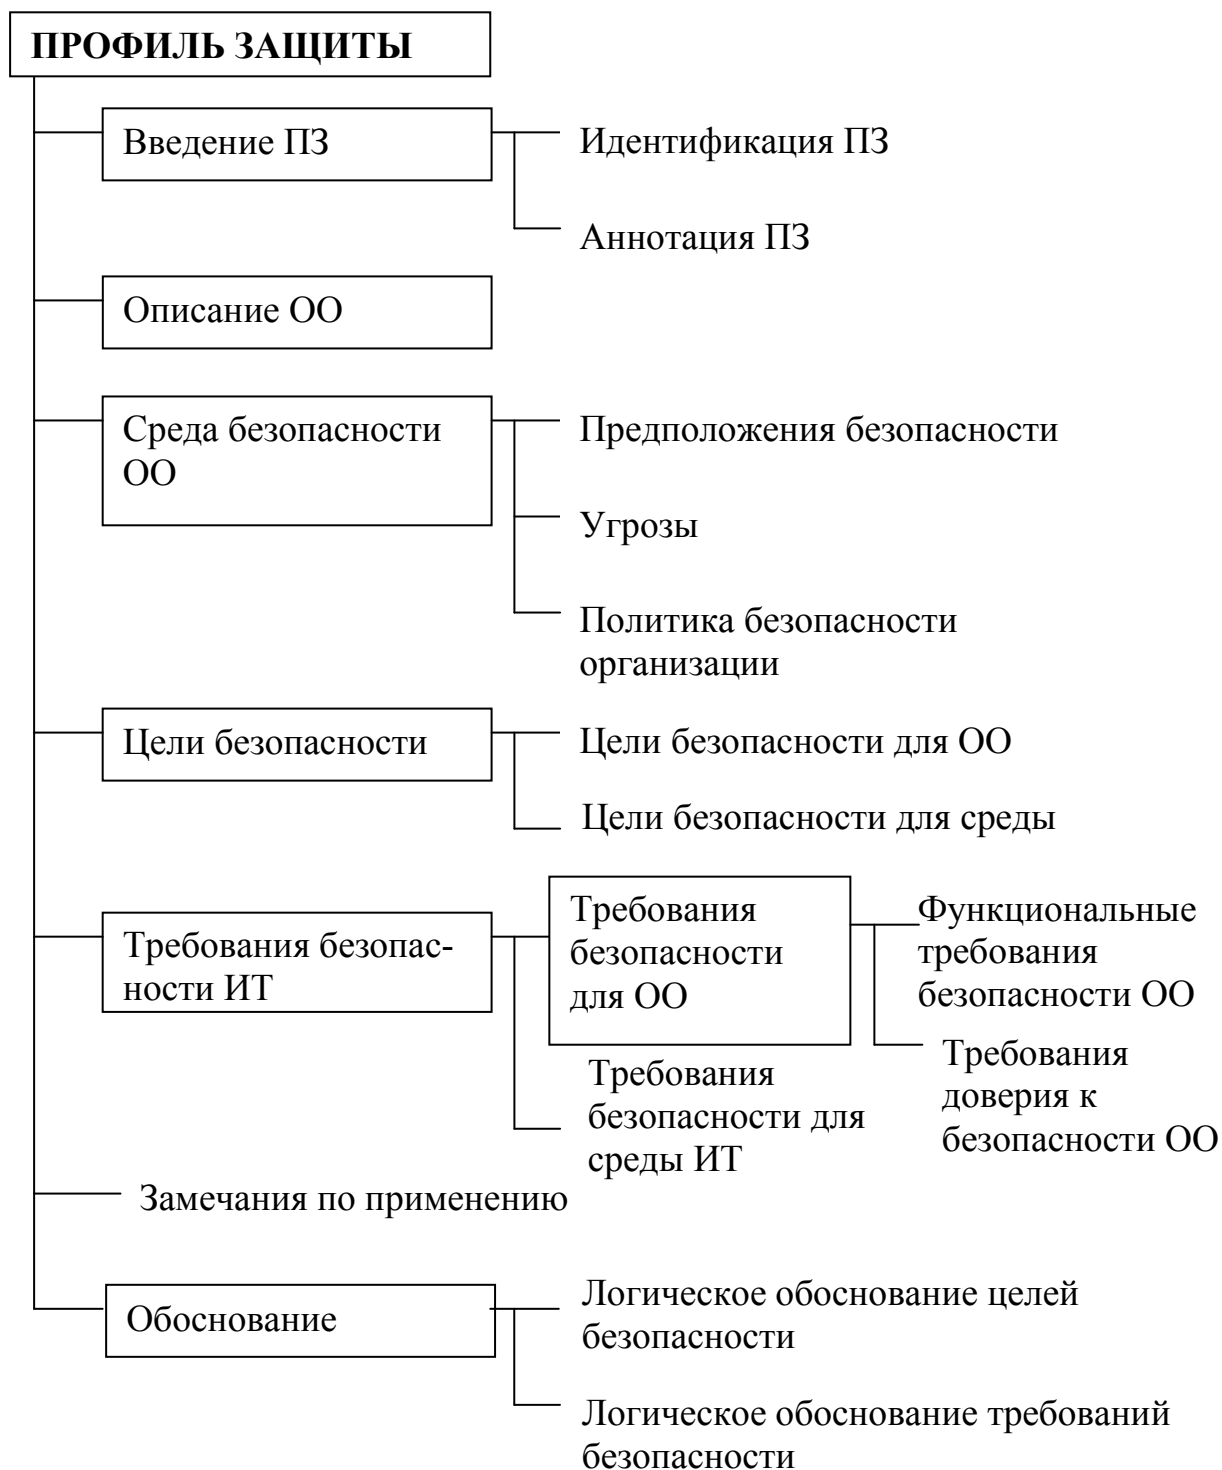 ПРОФИЛЬ ЗАЩИТЫ
Введение ПЗ
Идентификация ПЗ
Аннотация ПЗ
Описание ОО
Среда безопасности
ОО
Предположения безопасности
Угрозы
Политика безопасности
организации
Цели безопасности
Цели безопасности для ОО
Цели безопасности для среды
Требования безопас-
ности ИТ
Требования
безопасности
для ОО
Функциональные
требования
безопасности ОО
Требования
доверия к
безопасности ОО
Требования
безопасности для
среды ИТ
Замечания по применению
Обоснование
Логическое обоснование целей
безопасности
Логическое обоснование требований
безопасности